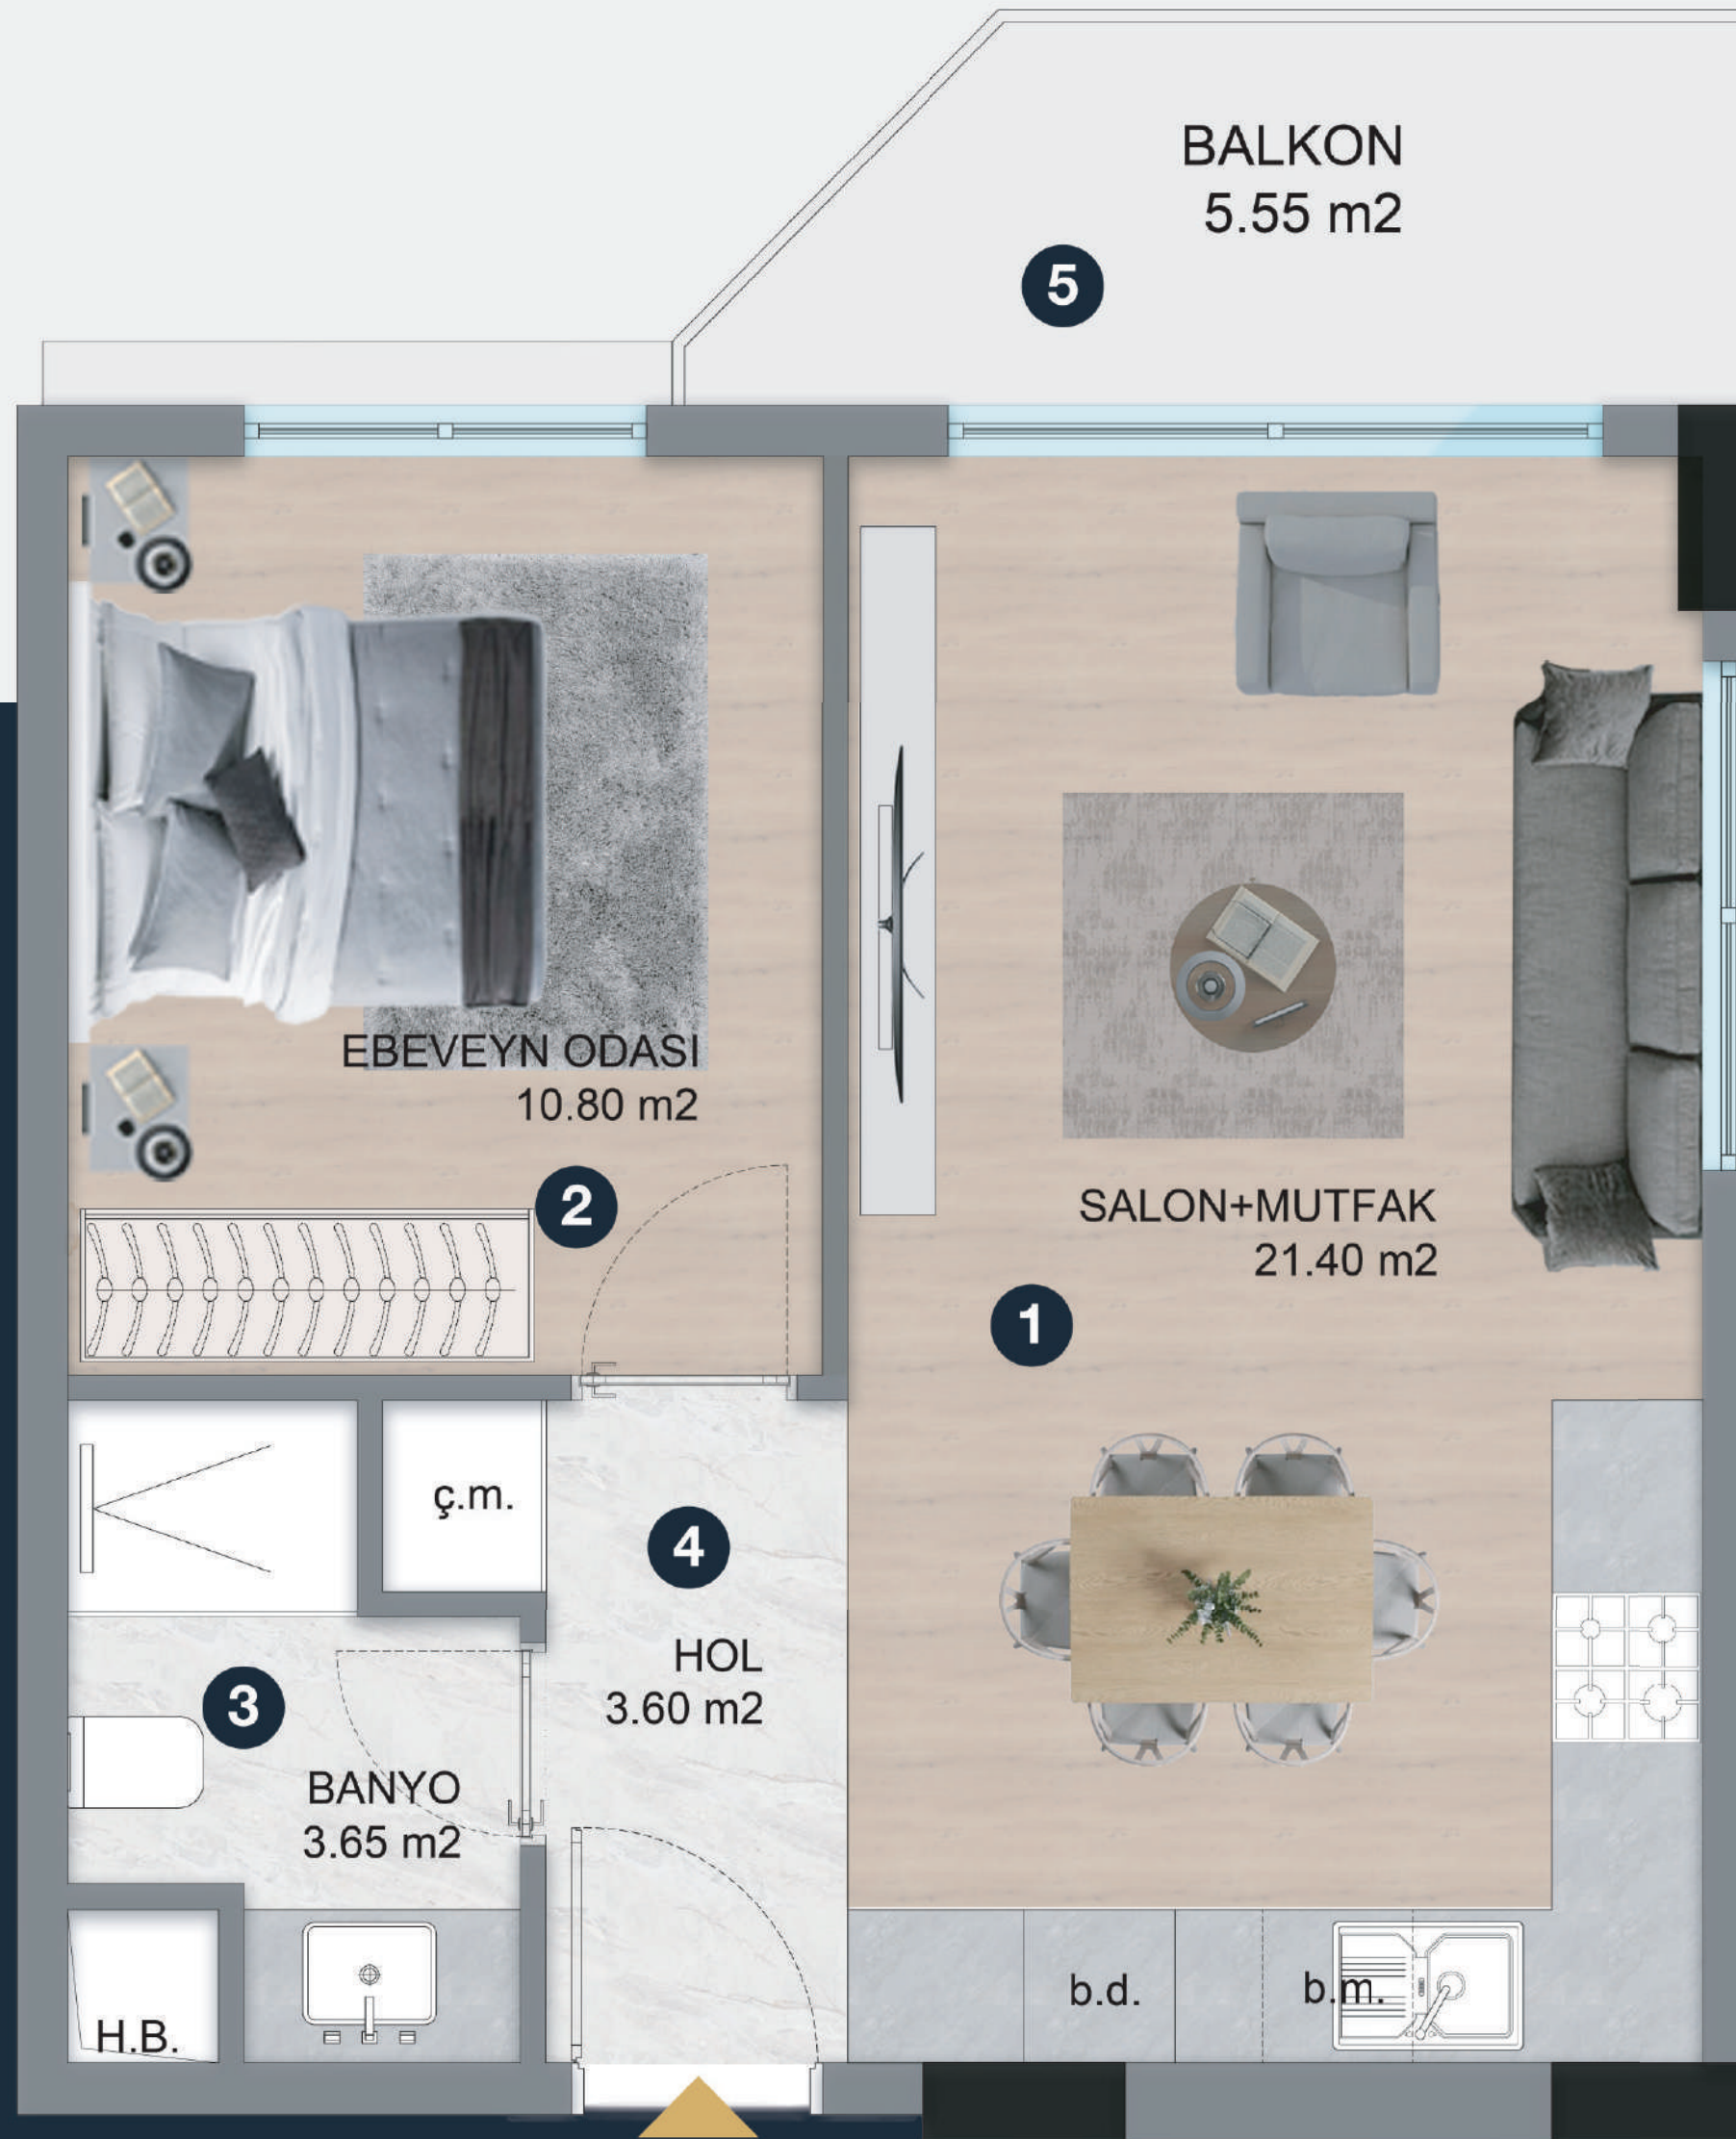 BALKON
5.55 m2
5
EBEVEYN ODASI
10.80 m2
2
SALON+MUTFAK
21.40 m2
1
ç.m.
4
HOL
3.60 m2
3
BANYO
3.65 m2
H.B.
b.d.
b.m.